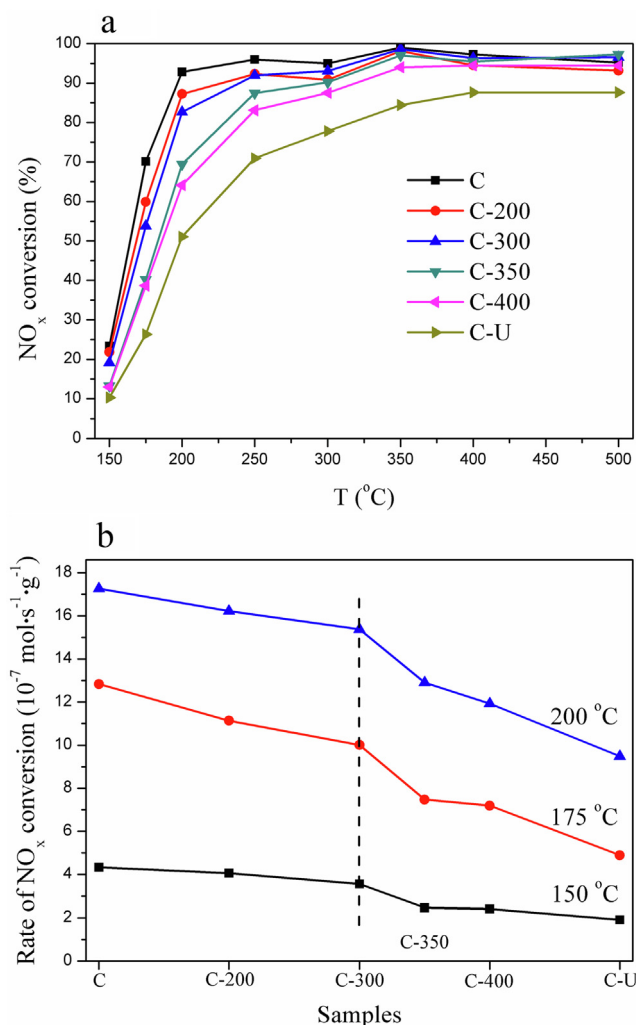 a
100
90
80
70
60
50
40
30
20
10
0
NOx conversion (%)
C
C-200
C-300
C-350
C-400
C-U
150 200 250 300 350 400 450 500
T (°C)
b
18
16
14
12
10
8
6
4
2
0
Rate of NOx conversion (10⁻⁷ mol·s⁻¹·g⁻¹)
200 °C
175 °C
150 °C
C-350
C C-200 C-300 C-400 C-U
Samples